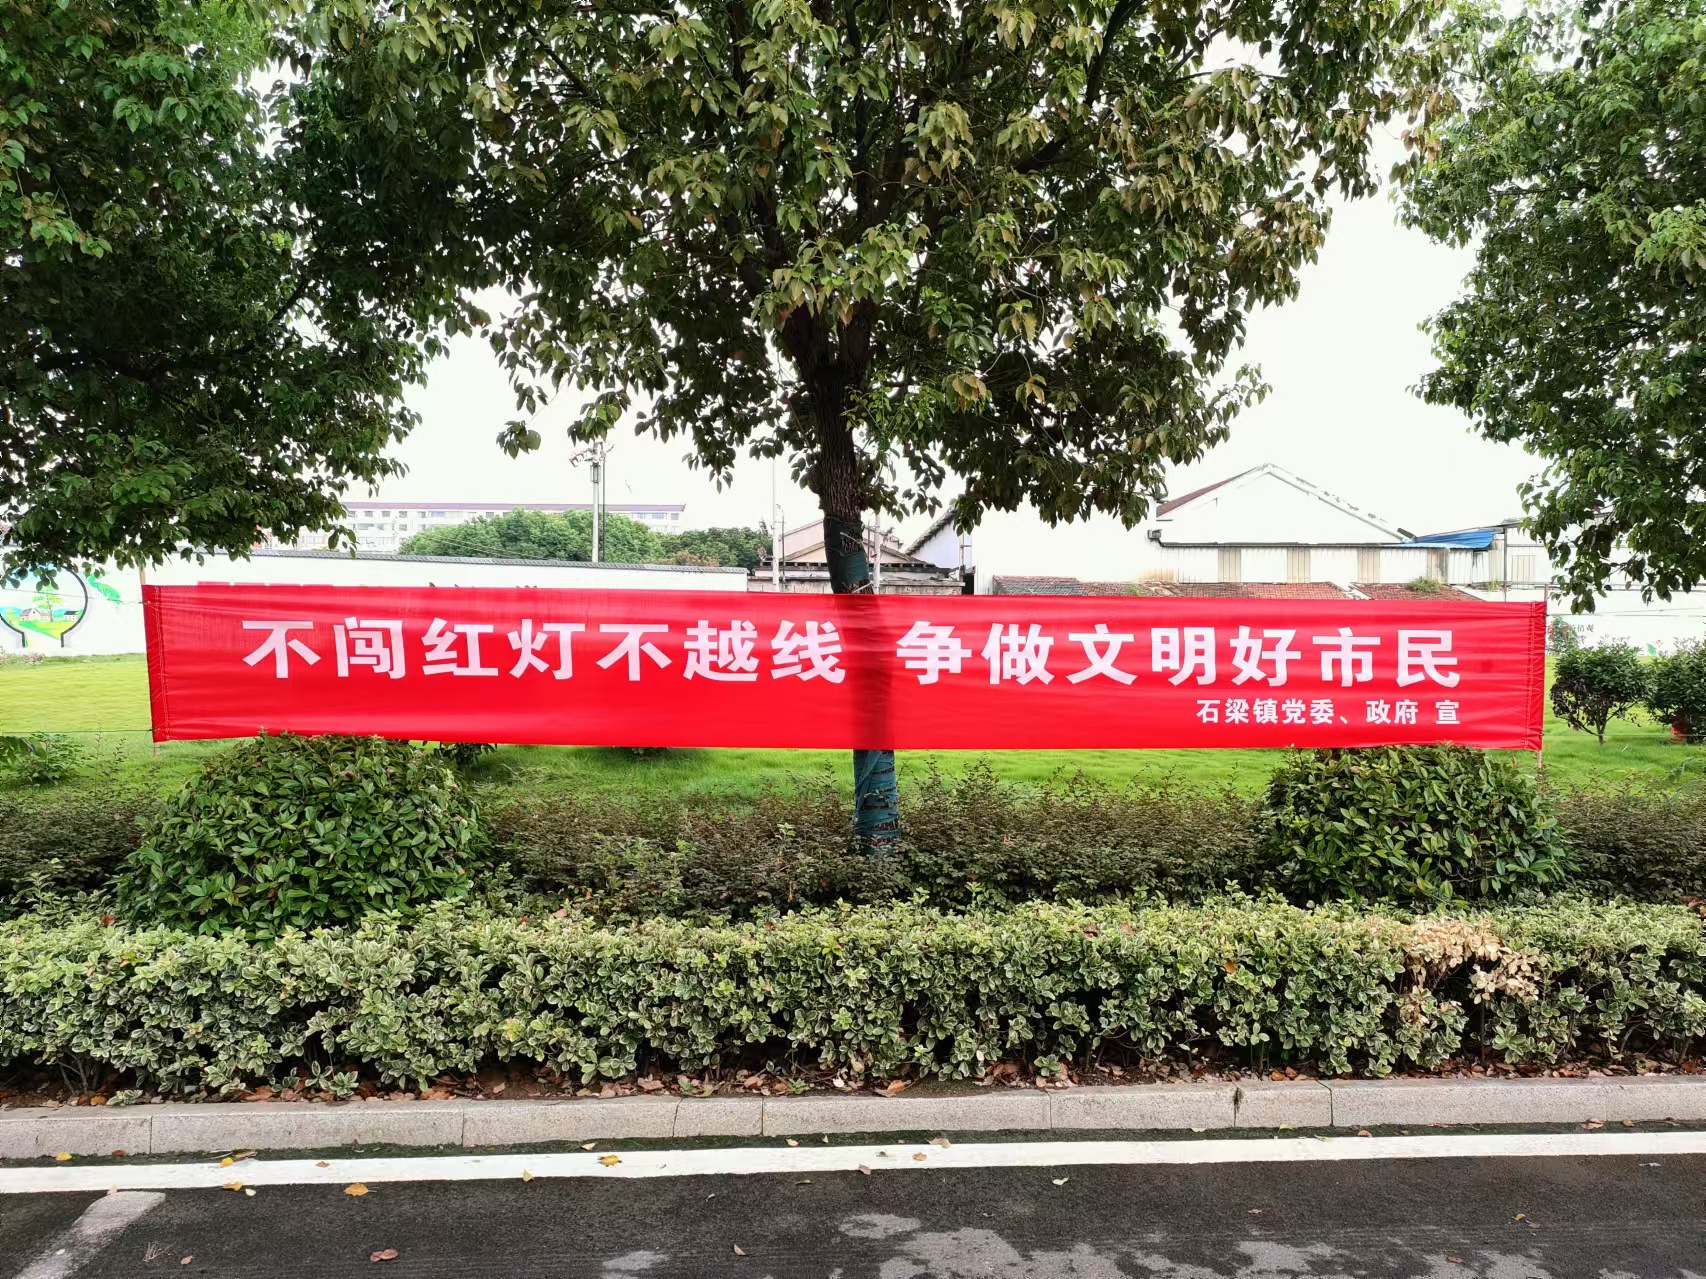 不闯红灯不越线 争做文明好市民
石梁镇党委、政府 宣